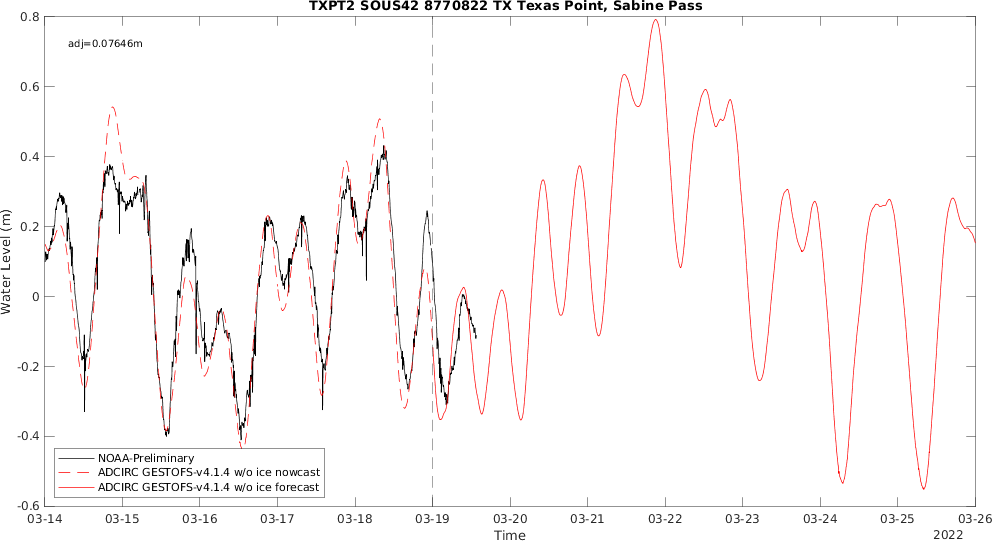 TXPT2 SOUS42 8770822 TX Texas Point, Sabine Pass
adj=0.07646m
0.8
0.6
0.4
0.2
0
-0.2
-0.4
-0.6
Water Level (m)
NOAA-Preliminary
ADCIRC GESTOFS-v4.1.4 w/o ice nowcast
ADCIRC GESTOFS-v4.1.4 w/o ice forecast
03-14 03-15 03-16 03-17 03-18 03-19 03-20 03-21 03-22 03-23 03-24 03-25 03-26
Time
2022